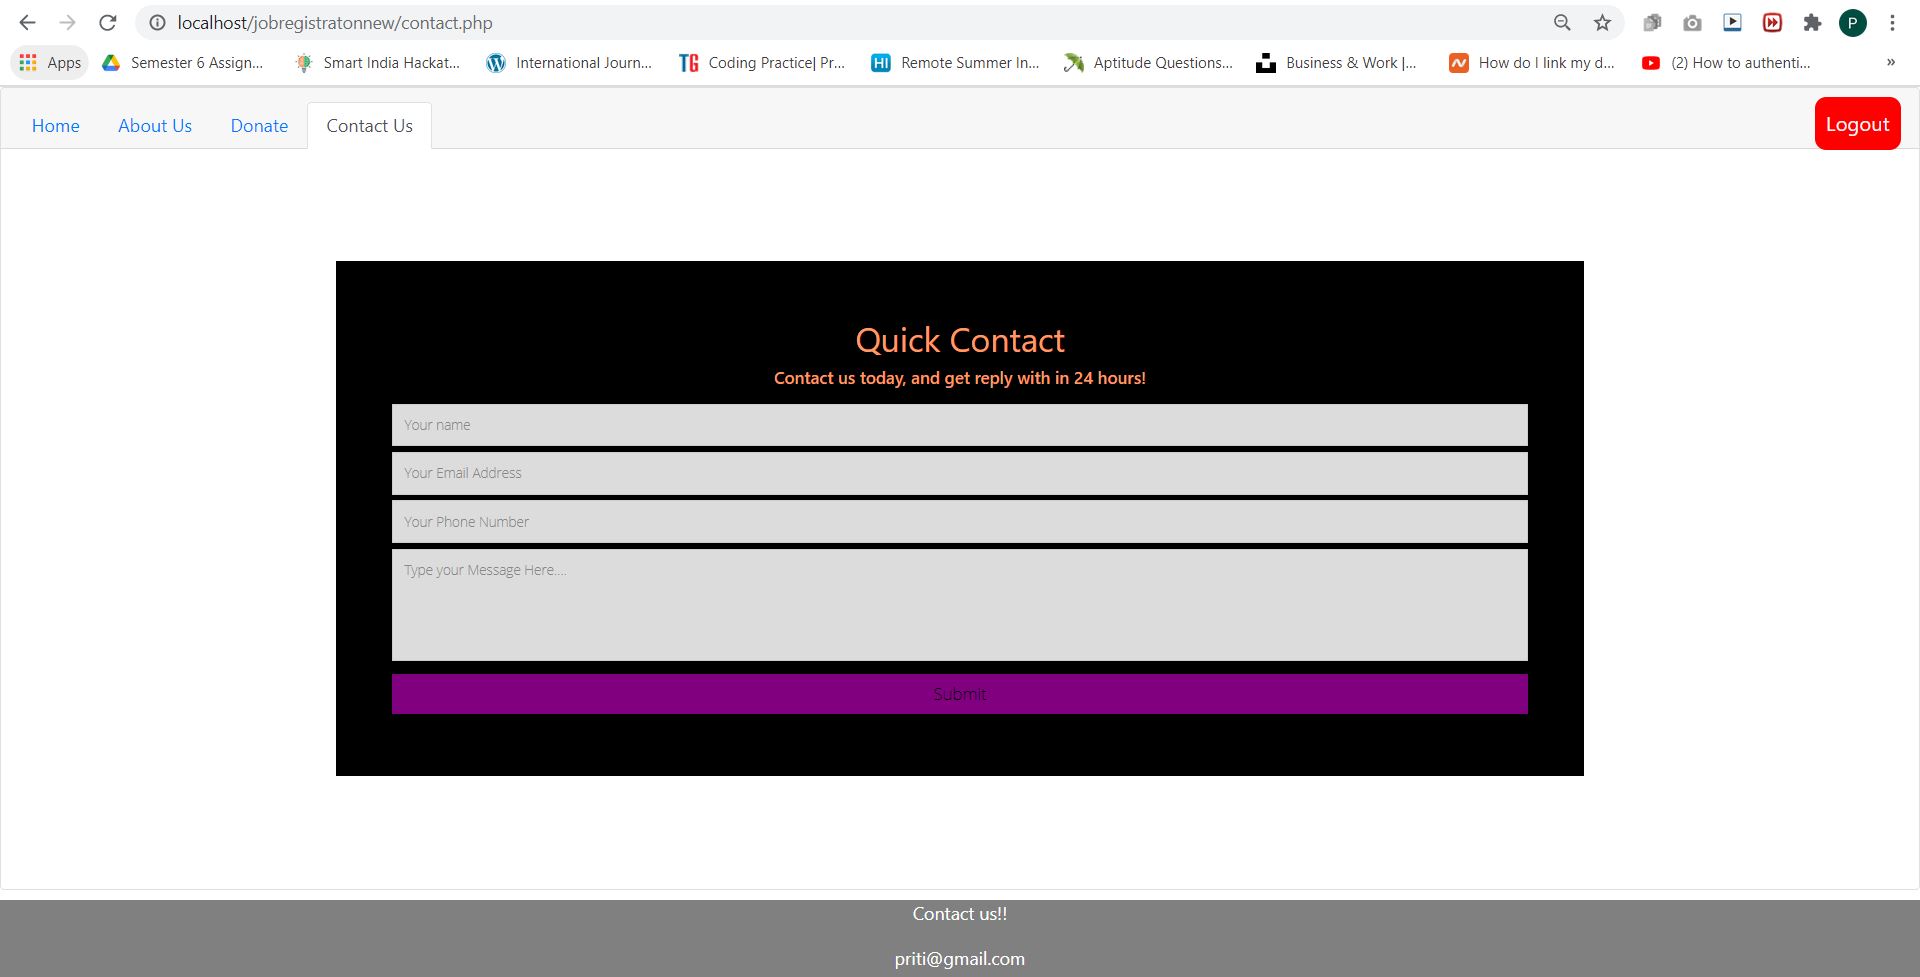 localhost/jobregistratonnew/contact.php
P
Apps Semester 6 Assign... Smart India Hackat... International Journ... TG Coding Practice| Pr... HI Remote Summer In... Aptitude Questions... Business & Work |... How do I link my d... (2) How to authenti... »
Home About Us Donate Contact Us Logout
Quick Contact
Contact us today, and get reply with in 24 hours!
Your name
Your Email Address
Your Phone Number
Type your Message Here....
Submit
Contact us!!
priti@gmail.com